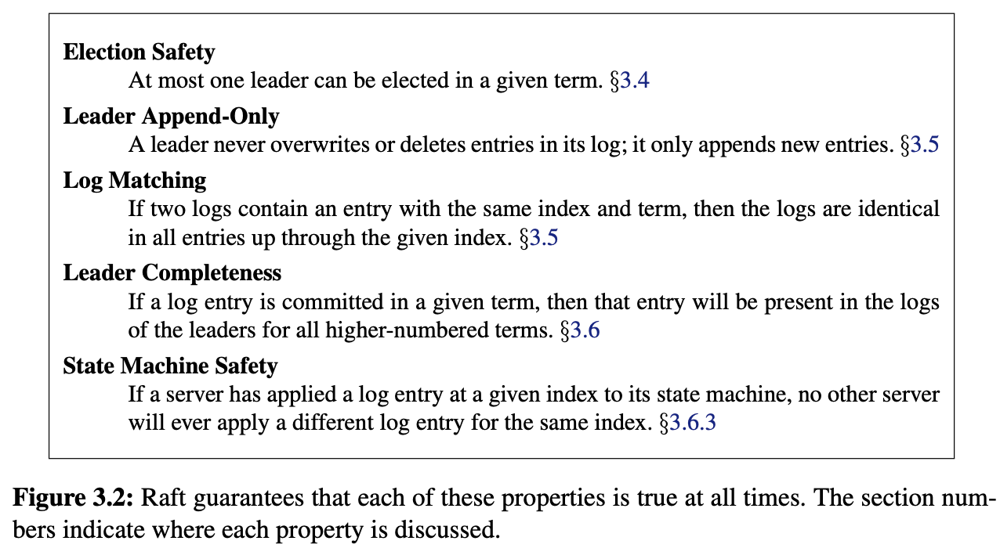 Election Safety
At most one leader can be elected in a given term. §3.4
Leader Append-Only
A leader never overwrites or deletes entries in its log; it only appends new entries. §3.5
Log Matching
If two logs contain an entry with the same index and term, then the logs are identical
in all entries up through the given index. §3.5
Leader Completeness
If a log entry is committed in a given term, then that entry will be present in the logs
of the leaders for all higher-numbered terms. §3.6
State Machine Safety
If a server has applied a log entry at a given index to its state machine, no other server
will ever apply a different log entry for the same index. §3.6.3
Figure 3.2: Raft guarantees that each of these properties is true at all times. The section num-
bers indicate where each property is discussed.